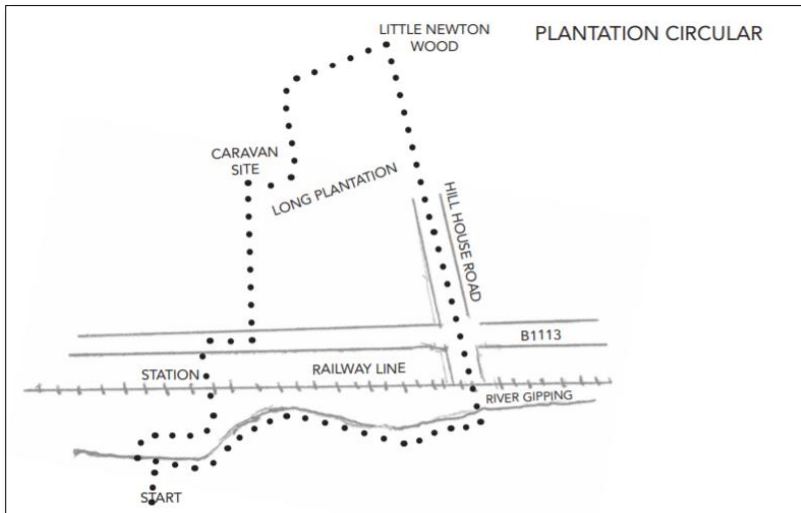 LITTLE NEWTON
WOOD
PLANTATION CIRCULAR
CARAVAN
SITE
LONG PLANTATION
HILL HOUSE ROAD
B1113
STATION
RAILWAY LINE
RIVER GIPPING
START